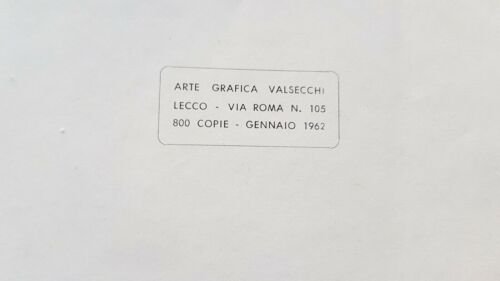 ARTE GRAFICA VALSECCHI
LECCO - VIA ROMA N. 105
800 COPIE - GENNAIO 1962